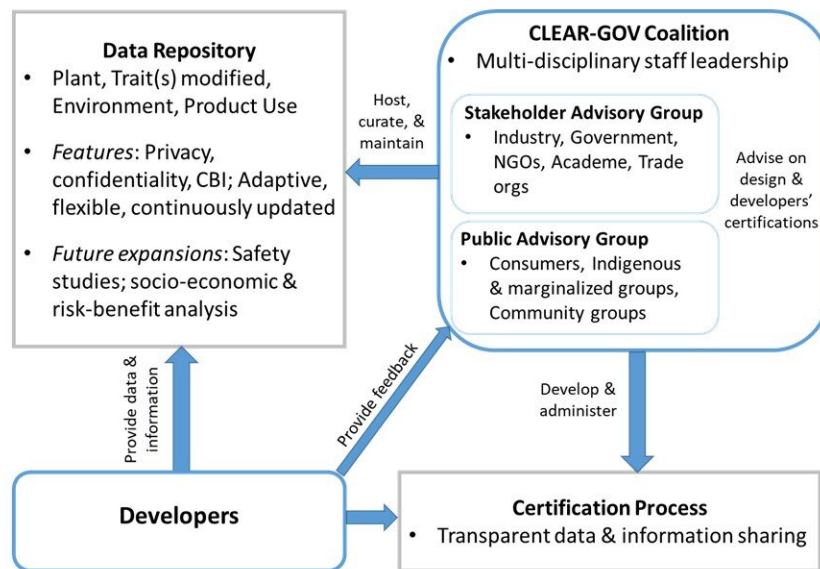 Data Repository
• Plant, Trait(s) modified,
Environment, Product Use
• Features: Privacy,
confidentiality, CBI; Adaptive,
flexible, continuously updated
• Future expansions: Safety
studies; socio-economic &
risk-benefit analysis
Host,
curate, &
maintain
CLEAR-GOV Coalition
• Multi-disciplinary staff leadership
Stakeholder Advisory Group
• Industry, Government,
NGOs, Academe, Trade
orgs
Public Advisory Group
• Consumers, Indigenous
& marginalized groups,
Community groups
Advise on
design &
developers’
certifications
Provide data &
information
Provide feedback
Develop &
administer
Developers
Certification Process
• Transparent data & information sharing